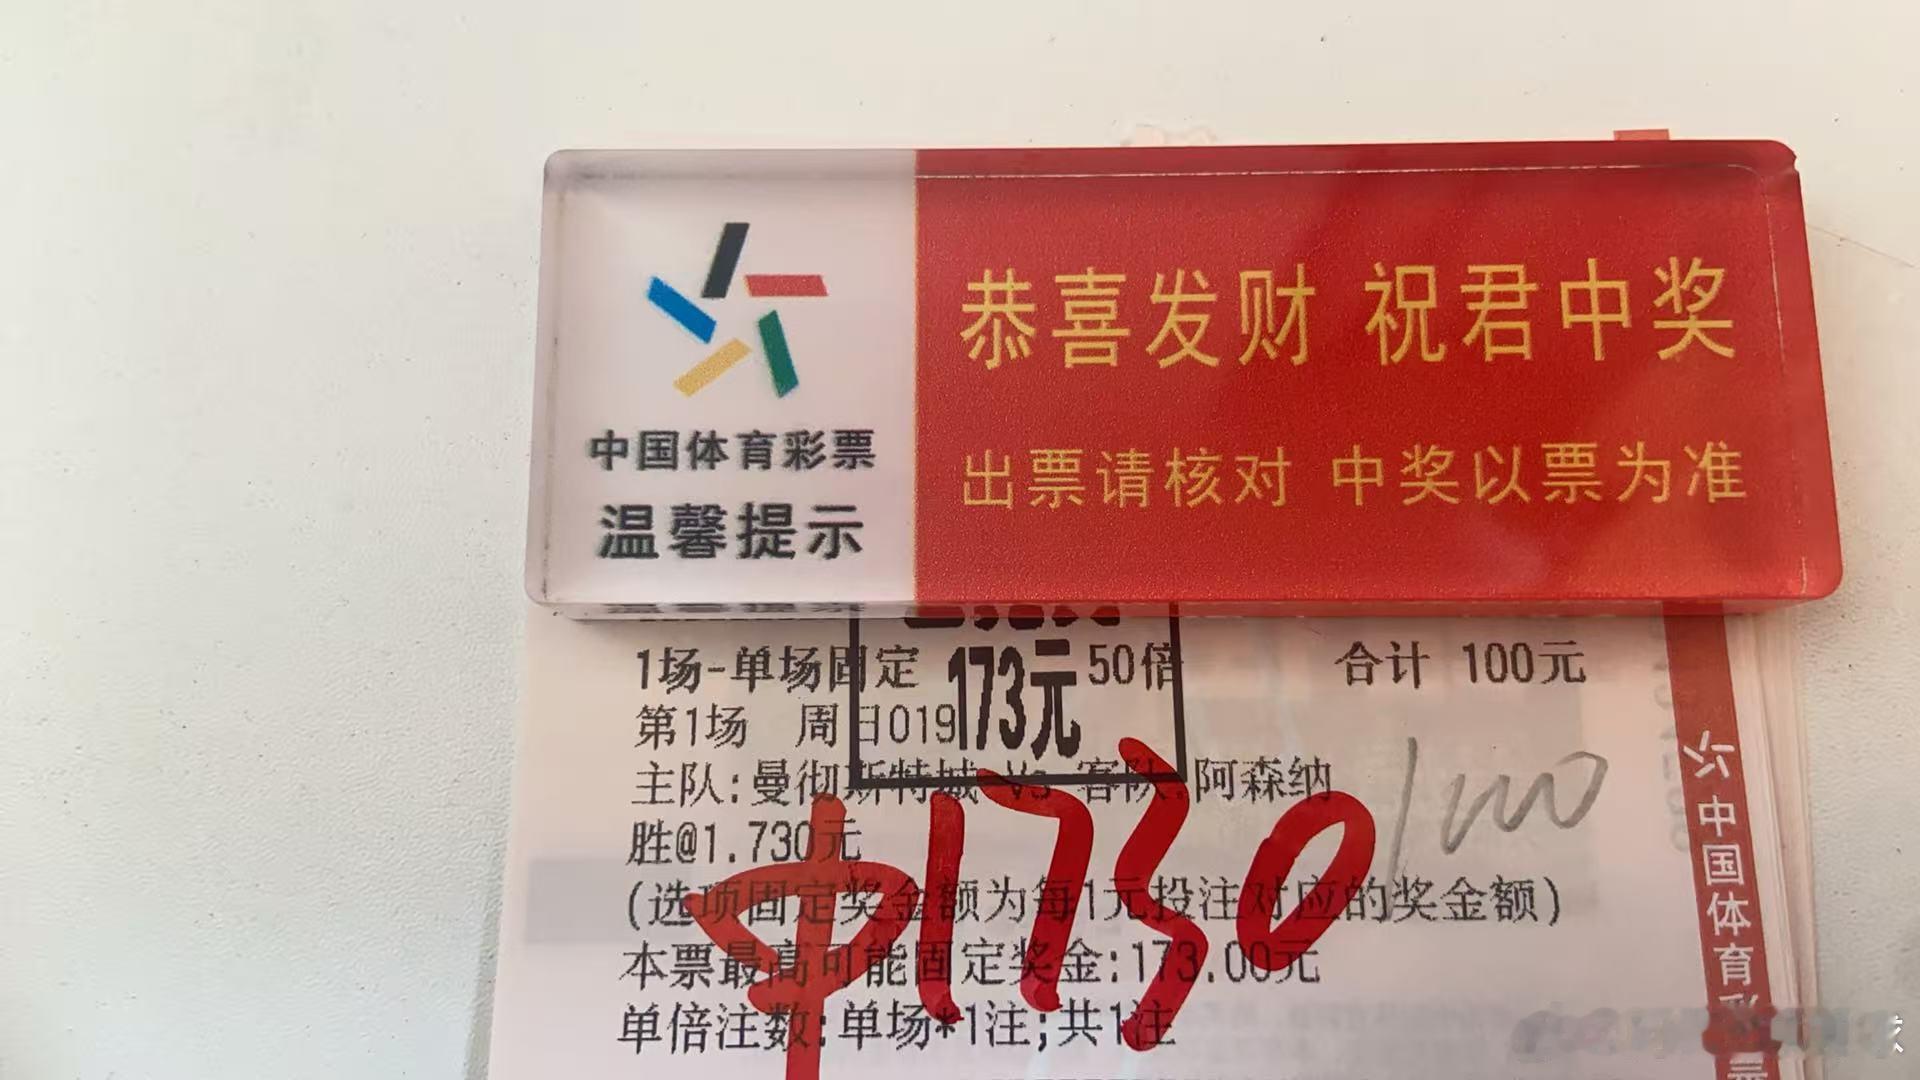 恭喜发财 祝君中奖
出票请核对 中奖以票为准
中国体育彩票
温馨提示
173元
1场-单场固定 50倍 合计 100元
第1场 周日019
主队:曼彻斯特城 Vs 客队:阿森纳
胜@1.730元
(选项固定奖金额为每1元投注对应的奖金额)
本票最高可能固定奖金:173.00元
单倍注数:单场*1注;共1注
中1730
1000
中国体育彩